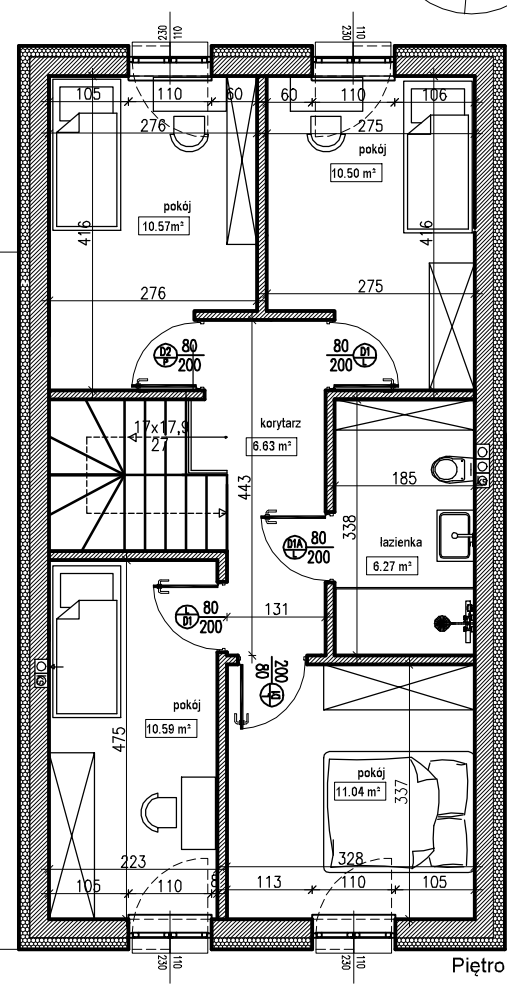 230
110
230
110
105
110
60
60
110
106
276
275
pokój
10.57m²
pokój
10.50 m²
416
416
276
275
D2
P
80
200
80
200
D1
17x17,9
27
korytarz
6.63 m²
443
185
338
D1A
L
80
200
łazienka
6.27 m²
L
D1
80
200
131
200
80
pokój
10.59 m²
475
pokój
11.04 m²
337
223
328
105
110
8
113
110
105
230
110
230
110
Piętro